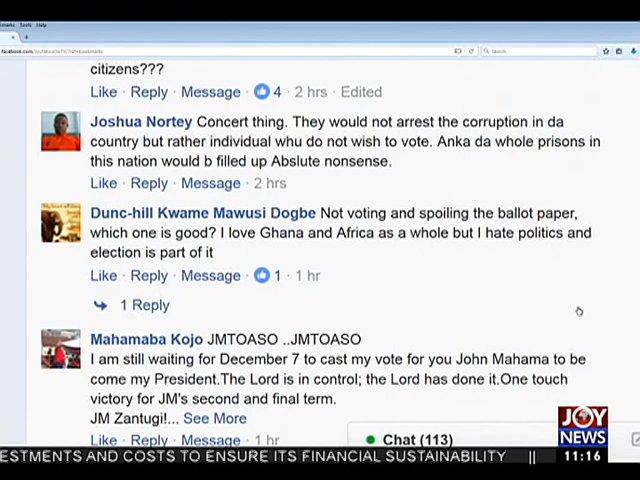 Tools Help
Search
citizens???
Like · Reply · Message · 4 · 2 hrs · Edited
Joshua Nortey Concert thing. They would not arrest the corruption in da
country but rather individual whu do not wish to vote. Anka da whole prisons in
this nation would b filled up Abslute nonsense.
Like · Reply · Message · 2 hrs
Dunc-hill Kwame Mawusi Dogbe Not voting and spoiling the ballot paper,
which one is good? I love Ghana and Africa as a whole but I hate politics and
election is part of it
Like · Reply · Message · 1 · 1 hr
1 Reply
Mahamaba Kojo JMTOASO ..JMTOASO
I am still waiting for December 7 to cast my vote for you John Mahama to be
come my President.The Lord is in control; the Lord has done it.One touch
victory for JM's second and final term.
JM Zantugi!... See More
Like · Reply · Message · 1 hr
Chat (113)
JOY
NEWS
ESTMENTS AND COSTS TO ENSURE ITS FINANCIAL SUSTAINABILITY || 11:16